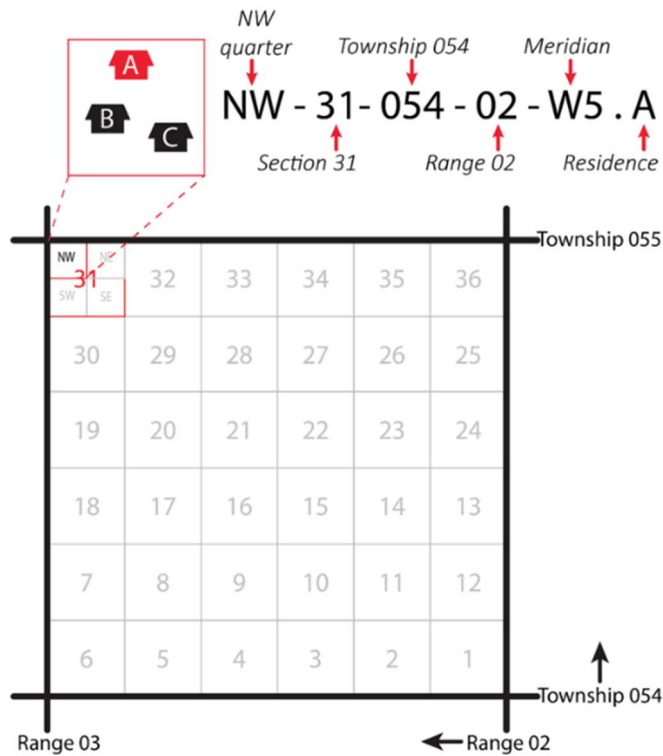 NW
quarter
Township 054
Meridian
A
B
C
NW - 31- 054 - 02 - W5 . A
Section 31
Range 02
Residence
Township 055
NW NE
31 32 33 34 35 36
SW SE
30 29 28 27 26 25
19 20 21 22 23 24
18 17 16 15 14 13
7 8 9 10 11 12
6 5 4 3 2 1
Township 054
Range 03
Range 02